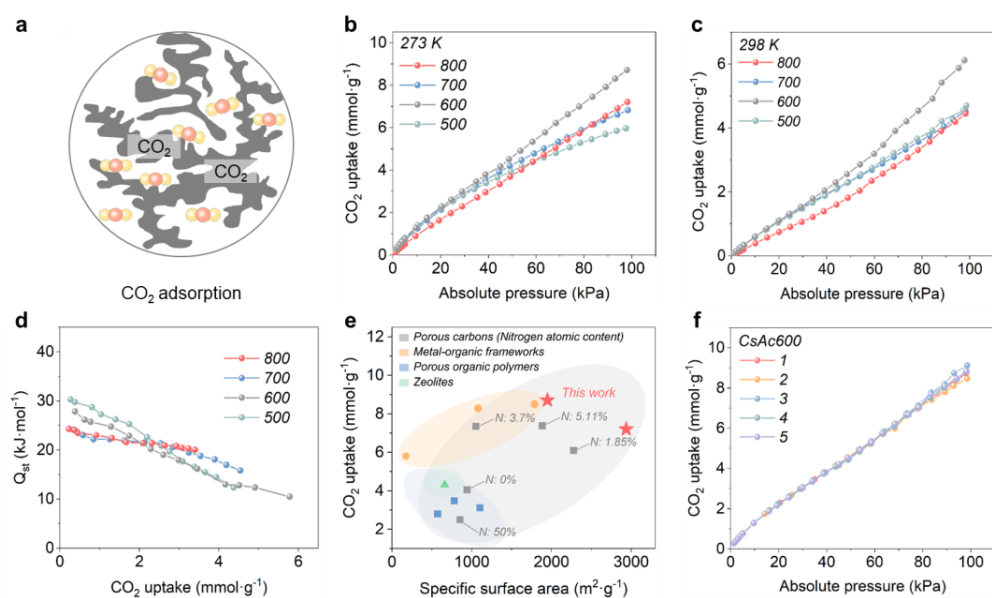 a
CO2
CO2
CO2 adsorption
b
273 K
800
700
600
500
CO2 uptake (mmol·g-1)
0
2
4
6
8
10
0
20
40
60
80
100
Absolute pressure (kPa)
c
298 K
800
700
600
500
CO2 uptake (mmol·g-1)
0
2
4
6
0
20
40
60
80
100
Absolute pressure (kPa)
d
800
700
600
500
Qst (kJ·mol-1)
0
10
20
30
40
0
2
4
6
CO2 uptake (mmol·g-1)
e
Porous carbons (Nitrogen atomic content)
Metal-organic frameworks
Porous organic polymers
Zeolites
This work
N: 3.7%
N: 5.11%
N: 1.85%
N: 0%
N: 50%
CO2 uptake (mmol·g-1)
2
4
6
8
10
12
0
1000
2000
3000
Specific surface area (m2·g-1)
f
CsAc600
1
2
3
4
5
CO2 uptake (mmol·g-1)
0
2
4
6
8
10
0
20
40
60
80
100
Absolute pressure (kPa)